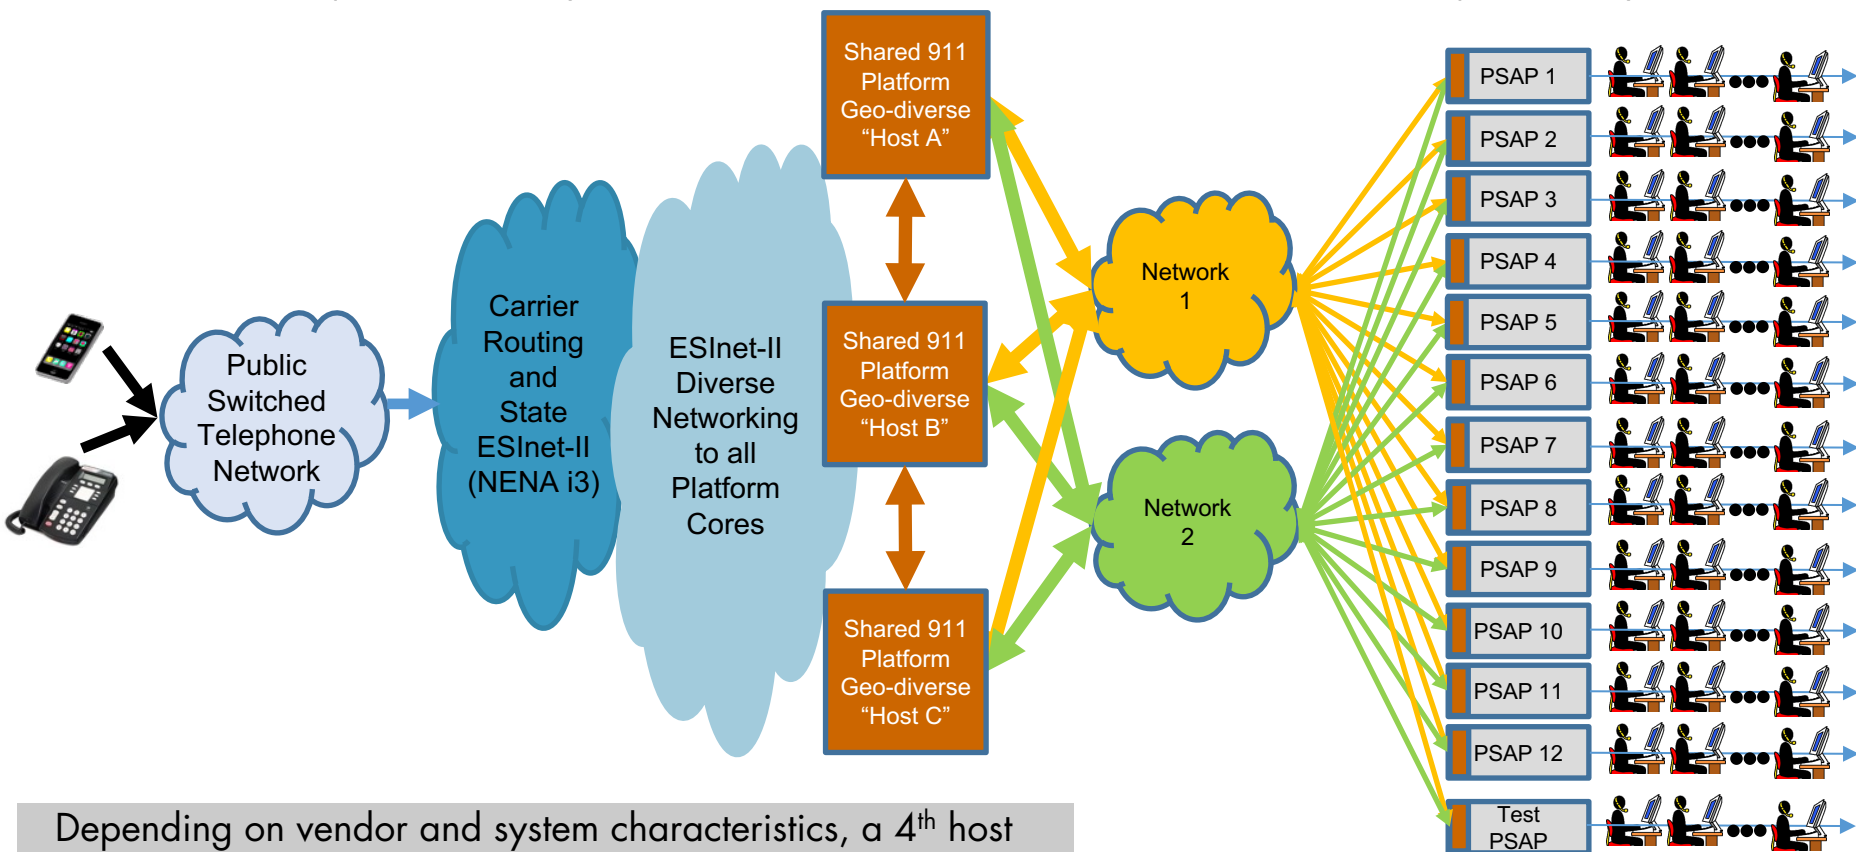 Public
Switched
Telephone
Network
Carrier
Routing
and
State
ESInet-II
(NENA i3)
ESInet-II
Diverse
Networking
to all
Platform
Cores
Shared 911
Platform
Geo-diverse
“Host A”
Shared 911
Platform
Geo-diverse
“Host B”
Shared 911
Platform
Geo-diverse
“Host C”
Network
1
Network
2
PSAP 1
PSAP 2
PSAP 3
PSAP 4
PSAP 5
PSAP 6
PSAP 7
PSAP 8
PSAP 9
PSAP 10
PSAP 11
PSAP 12
Test
PSAP
Depending on vendor and system characteristics, a 4th host